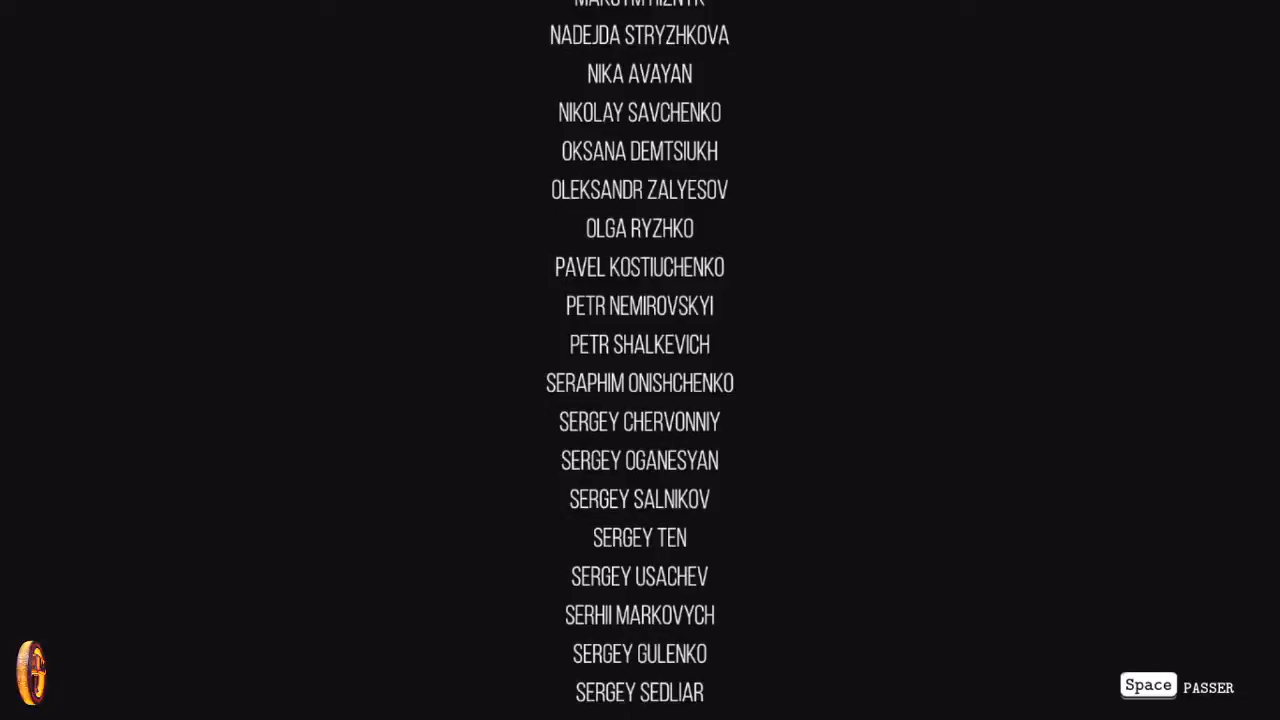 MAKSYM RIZNYK
NADEJDA STRYZHKOVA
NIKA AVAYAN
NIKOLAY SAVCHENKO
OKSANA DEMTSIUKH
OLEKSANDR ZALYESOV
OLGA RYZHKO
PAVEL KOSTIUCHENKO
PETR NEMIROVSKYI
PETR SHALKEVICH
SERAPHIM ONISHCHENKO
SERGEY CHERVONNIY
SERGEY OGANESYAN
SERGEY SALNIKOV
SERGEY TEN
SERGEY USACHEV
SERHII MARKOVYCH
SERGEY GULENKO
SERGEY SEDLIAR
Space PASSER